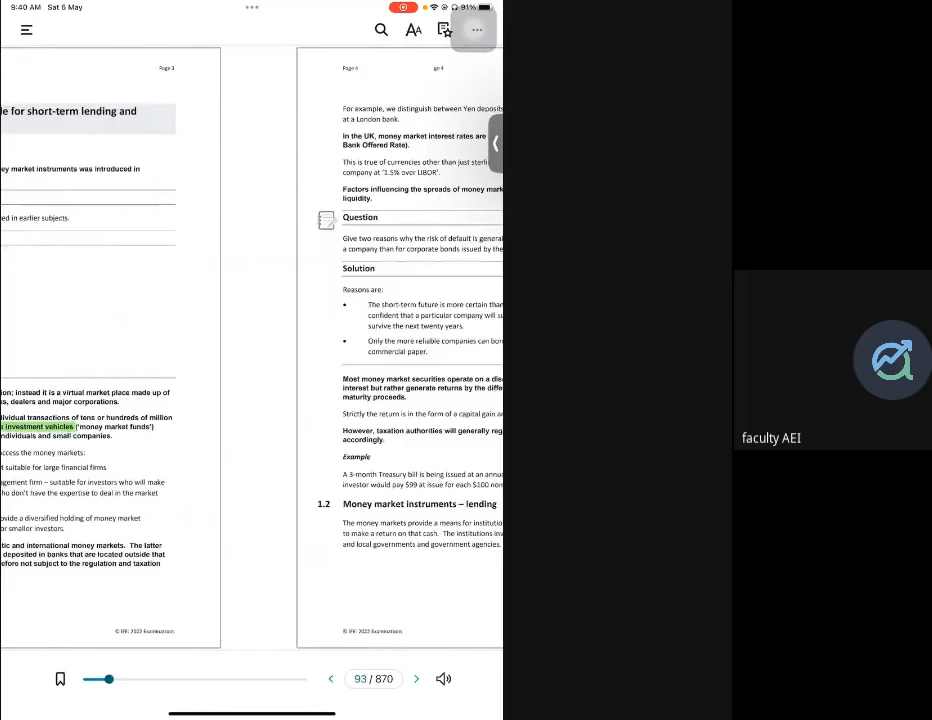 9:40 AM Sat 6 May
91%
AA
Page 3
le for short-term lending and
ey market instruments was introduced in
ed in earlier subjects.
ion; instead it is a virtual market place made up of
s, dealers and major corporations.
dividual transactions of tens or hundreds of million
investment vehicles ('money market funds')
ndividuals and small companies.
ccess the money markets:
t suitable for large financial firms
gement firm – suitable for investors who will make
ho don't have the expertise to deal in the market
ovide a diversified holding of money market
or smaller investors.
tic and international money markets. The latter
deposited in banks that are located outside that
efore not subject to the regulation and taxation
© IFE: 2022 Examinations
Page 4
ge 4
For example, we distinguish between Yen deposits
at a London bank.
In the UK, money market interest rates are
Bank Offered Rate).
This is true of currencies other than just sterli
company at '1.5% over LIBOR'.
Factors influencing the spreads of money mark
liquidity.
Question
Give two reasons why the risk of default is general
a company than for corporate bonds issued by the
Solution
Reasons are:
• The short-term future is more certain than
confident that a particular company will su
survive the next twenty years.
• Only the more reliable companies can bor
commercial paper.
Most money market securities operate on a disc
interest but rather generate returns by the diffe
maturity proceeds.
Strictly the return is in the form of a capital gain ar
However, taxation authorities will generally reg
accordingly.
Example
A 3-month Treasury bill is being issued at an annua
investor would pay $99 at issue for each $100 nom
1.2 Money market instruments – lending
The money markets provide a means for institutio
to make a return on that cash. The institutions inv
and local governments and government agencies.
© IFE: 2022 Examinations
93 / 870
faculty AEI